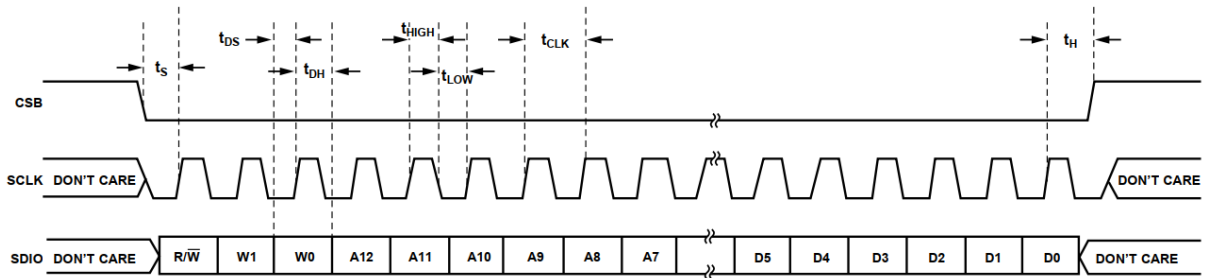 tDS
tHIGH
tCLK
tH
tS
tDH
tLOW
CSB
SCLK DON'T CARE
DON'T CARE
SDIO DON'T CARE R/W̅ W1 W0 A12 A11 A10 A9 A8 A7 D5 D4 D3 D2 D1 D0 DON'T CARE